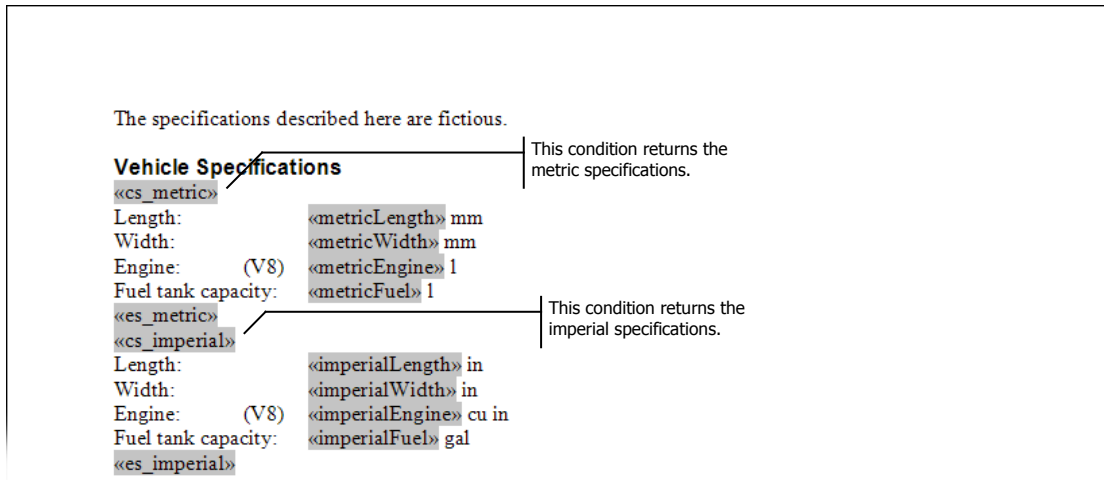 The specifications described here are fictious.
This condition returns the
metric specifications.
Vehicle Specifications
«cs_metric»
Length: «metricLength» mm
Width: «metricWidth» mm
Engine: (V8) «metricEngine» l
Fuel tank capacity: «metricFuel» l
«es_metric»
This condition returns the
imperial specifications.
«cs_imperial»
Length: «imperialLength» in
Width: «imperialWidth» in
Engine: (V8) «imperialEngine» cu in
Fuel tank capacity: «imperialFuel» gal
«es_imperial»